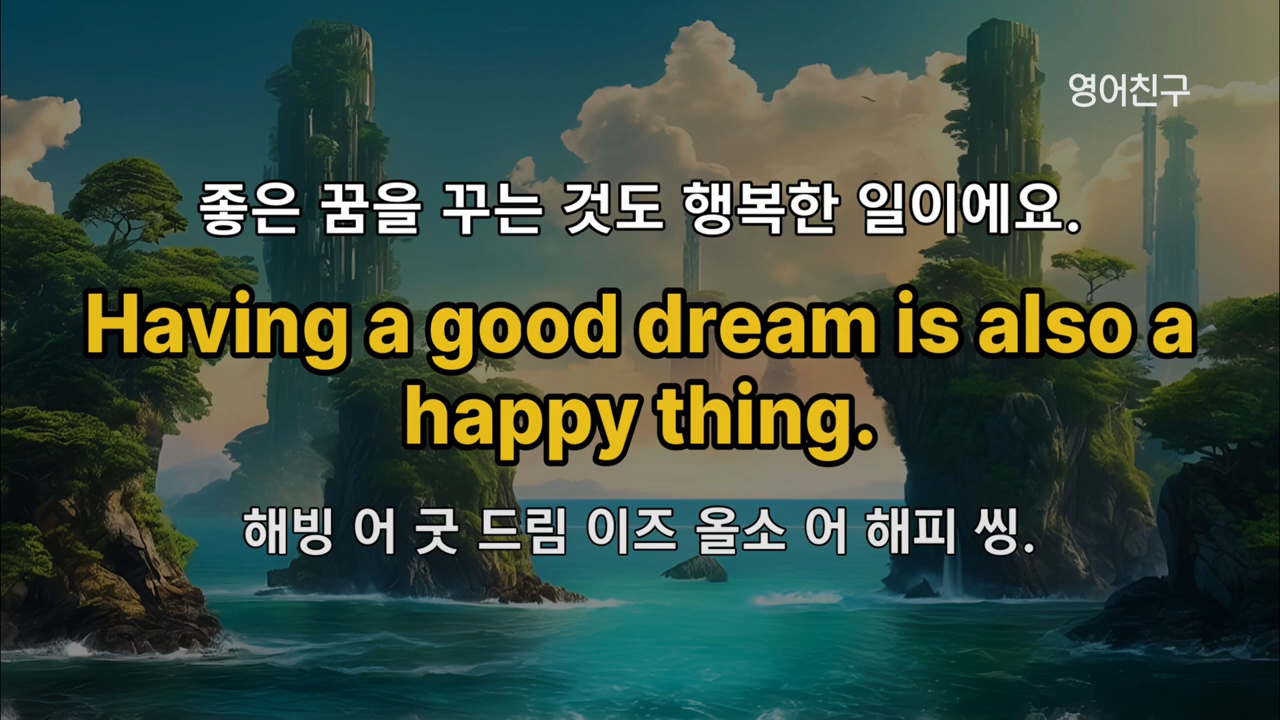 영어친구
좋은 꿈을 꾸는 것도 행복한 일이에요.
Having a good dream is also a
happy thing.
해빙 어 굿 드림 이즈 올소 어 해피 씽.